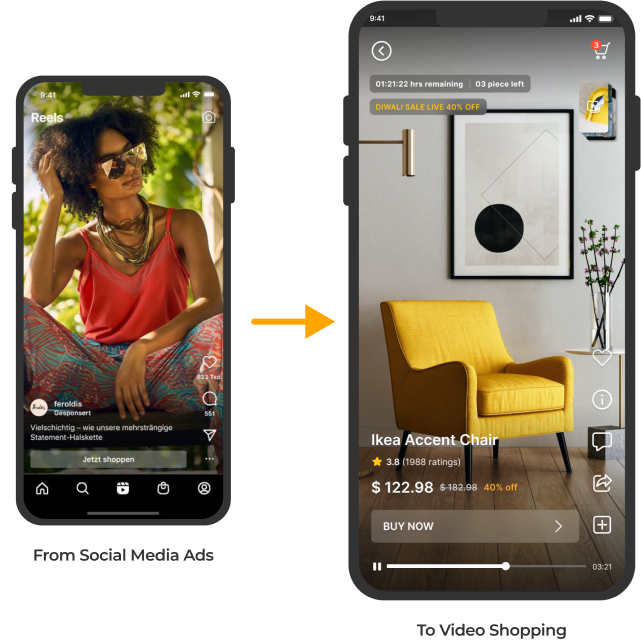 9:41
Reels
823 Tsd.
feroldis
Gesponsert
551
Vielschichtig – wie unsere mehrsträngige
Statement-Halskette
Jetzt shoppen
From Social Media Ads
9:41
3
01:21:22 hrs remaining | 03 piece left
DIWALI SALE LIVE 40% OFF
Ikea Accent Chair
3.8 (1988 ratings)
$ 122.98 $ 182.98 40% off
BUY NOW
03:21
To Video Shopping